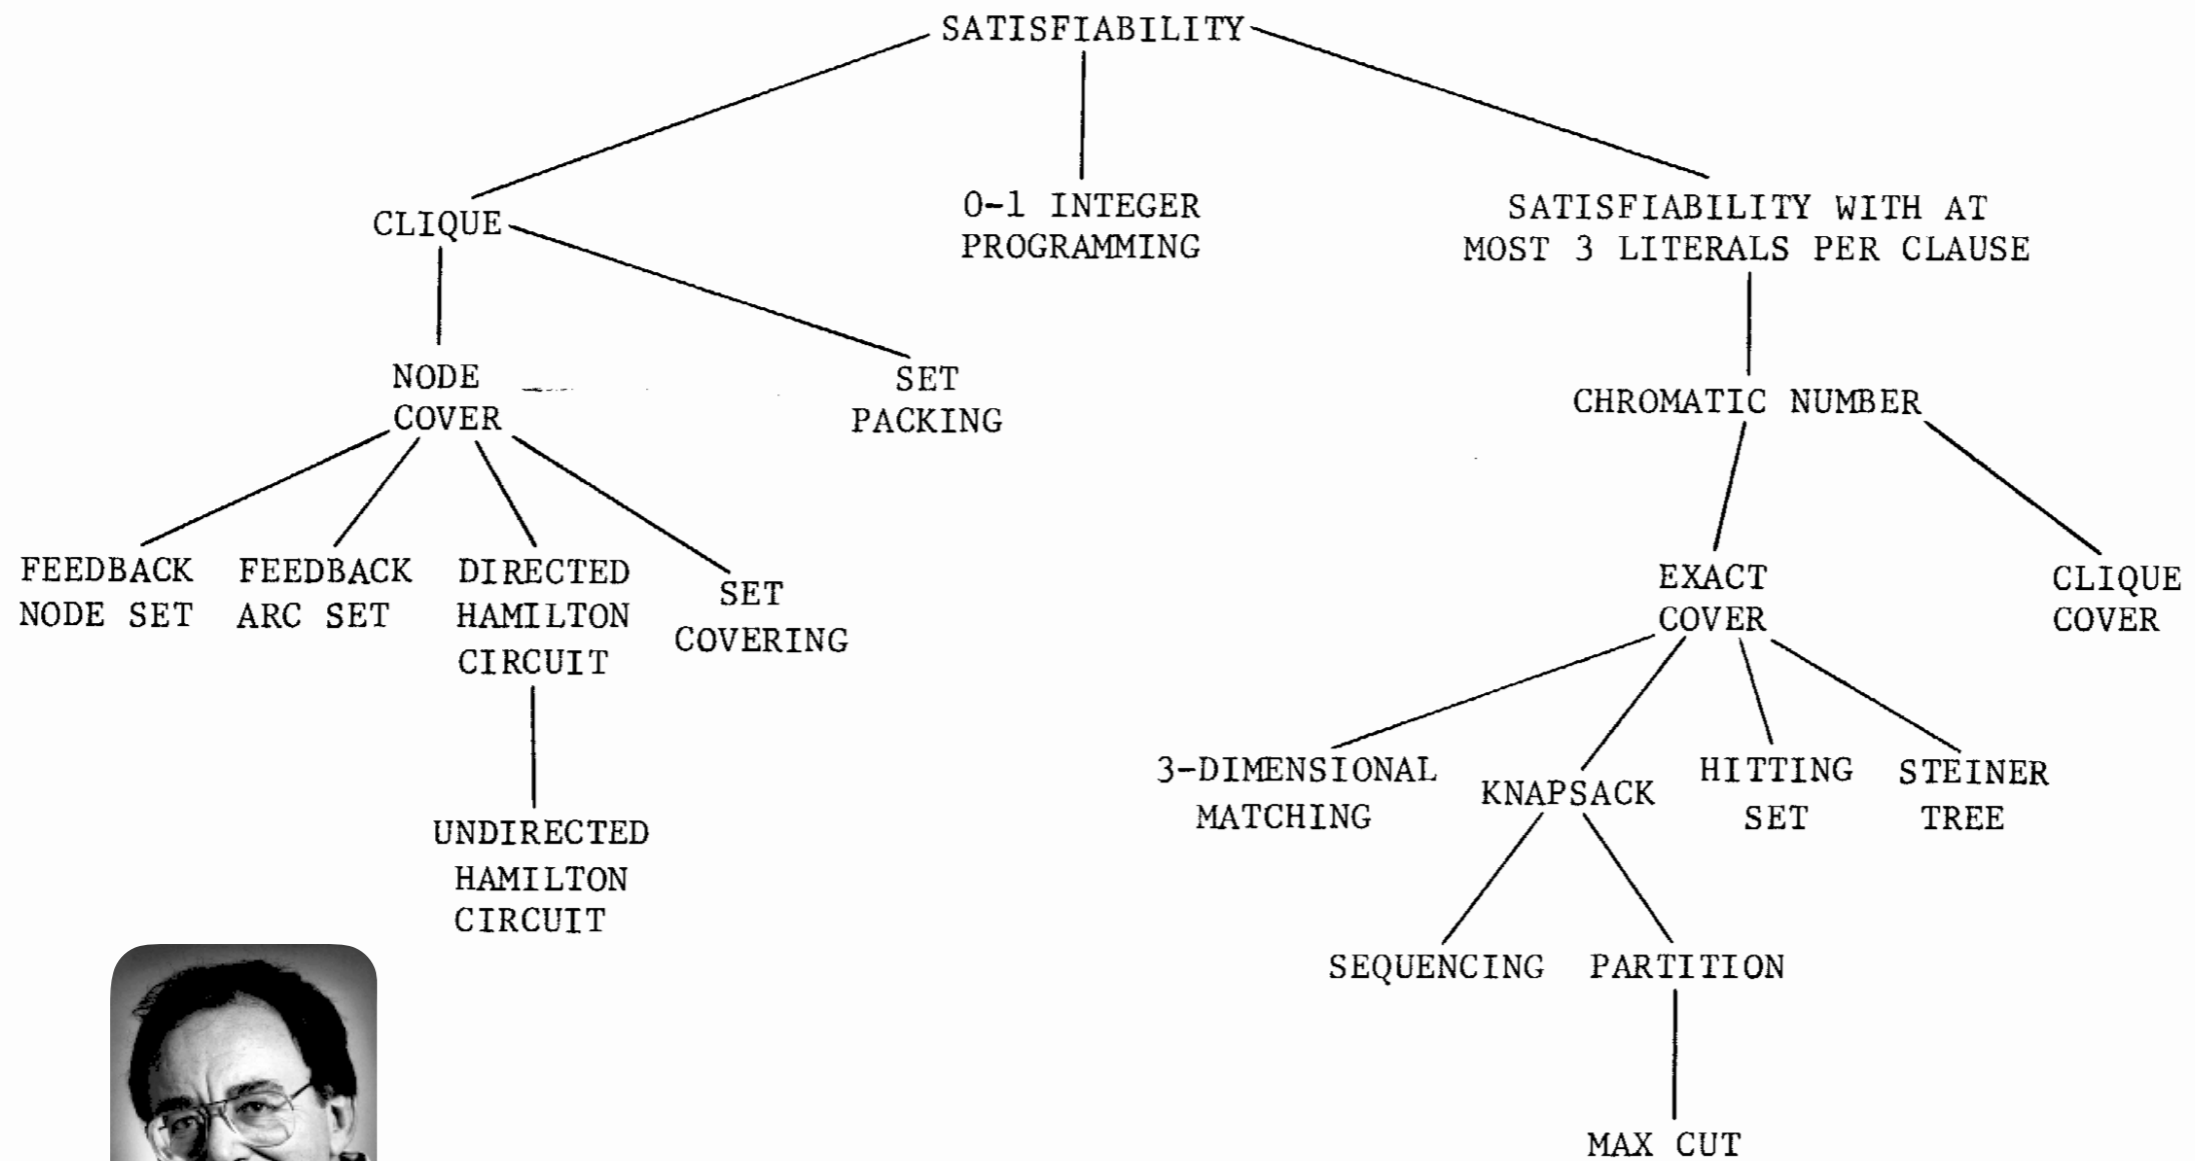 SATISFIABILITY
CLIQUE
0-1 INTEGER
PROGRAMMING
SATISFIABILITY WITH AT
MOST 3 LITERALS PER CLAUSE
NODE
COVER
SET
PACKING
CHROMATIC NUMBER
FEEDBACK
NODE SET
FEEDBACK
ARC SET
DIRECTED
HAMILTON
CIRCUIT
SET
COVERING
EXACT
COVER
CLIQUE
COVER
UNDIRECTED
HAMILTON
CIRCUIT
3-DIMENSIONAL
MATCHING
KNAPSACK
HITTING
SET
STEINER
TREE
SEQUENCING
PARTITION
MAX CUT